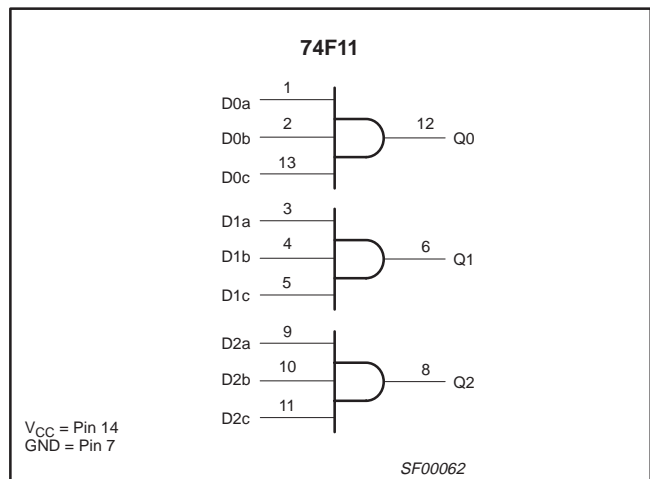 74F11
1
D0a
2
12
D0b
Q0
13
D0c
3
D1a
4
6
D1b
Q1
5
D1c
9
D2a
10
8
D2b
Q2
11
D2c
VCC = Pin 14
GND = Pin 7
SF00062